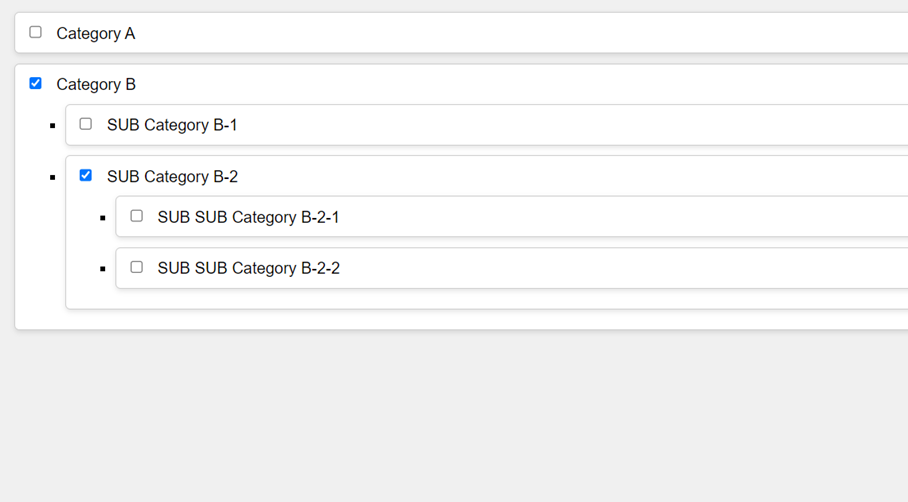 Category A
Category B
SUB Category B-1
SUB Category B-2
SUB SUB Category B-2-1
SUB SUB Category B-2-2